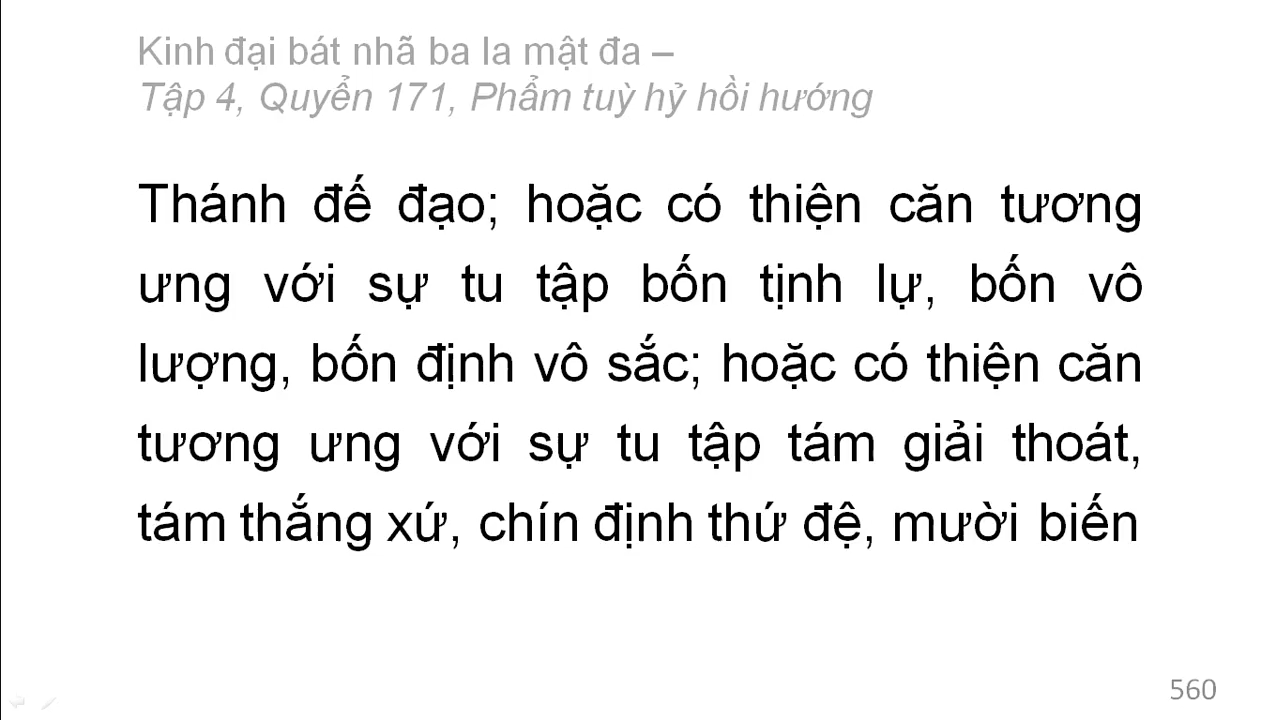 Kinh đại bát nhã ba la mật đa –
Tập 4, Quyển 171, Phẩm tuỳ hỷ hồi hướng
Thánh đế đạo; hoặc có thiện căn tương
ưng với sự tu tập bốn tịnh lự, bốn vô
lượng, bốn định vô sắc; hoặc có thiện căn
tương ưng với sự tu tập tám giải thoát,
tám thắng xứ, chín định thứ đệ, mười biến
560